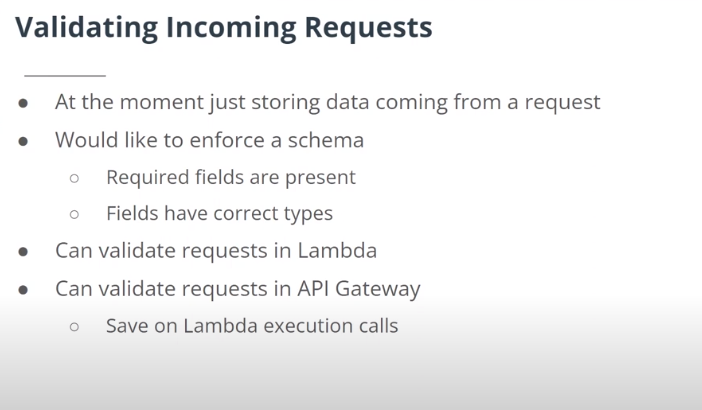 Validating Incoming Requests
● At the moment just storing data coming from a request
● Would like to enforce a schema
○ Required fields are present
○ Fields have correct types
● Can validate requests in Lambda
● Can validate requests in API Gateway
○ Save on Lambda execution calls